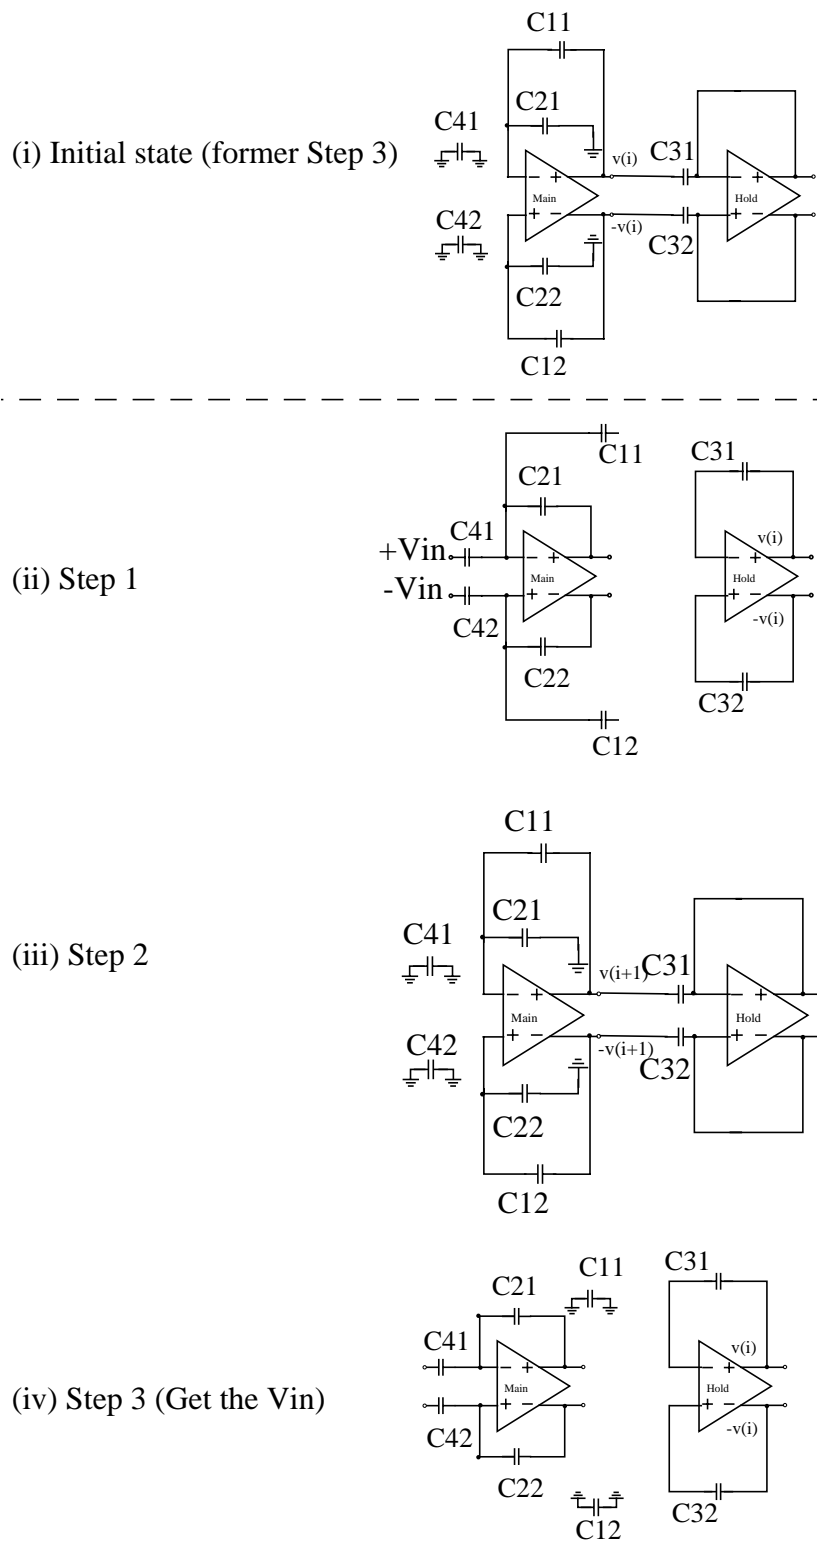 C11
C21
C41
(i) Initial state (former Step 3)
v(i)
C31
Main
Hold
C42
-v(i)
C32
C22
C12
C11
C31
C21
C41
+Vin
v(i)
(ii) Step 1
Main
Hold
-Vin
C42
-v(i)
C22
C32
C12
C11
C21
C41
(iii) Step 2
v(i+1)
C31
Main
Hold
C42
-v(i+1)
C32
C22
C12
C31
C11
C21
C41
v(i)
(iv) Step 3 (Get the Vin)
Main
Hold
C42
-v(i)
C22
C32
C12